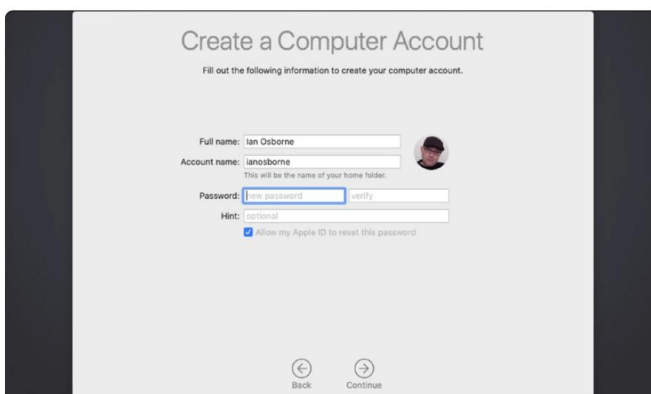 Create a Computer Account
Fill out the following information to create your computer account.
Full name: Ian Osborne
Account name: ianosborne
This will be the name of your home folder.
Password: new password verify
Hint: optional
Allow my Apple ID to reset this password
Back Continue